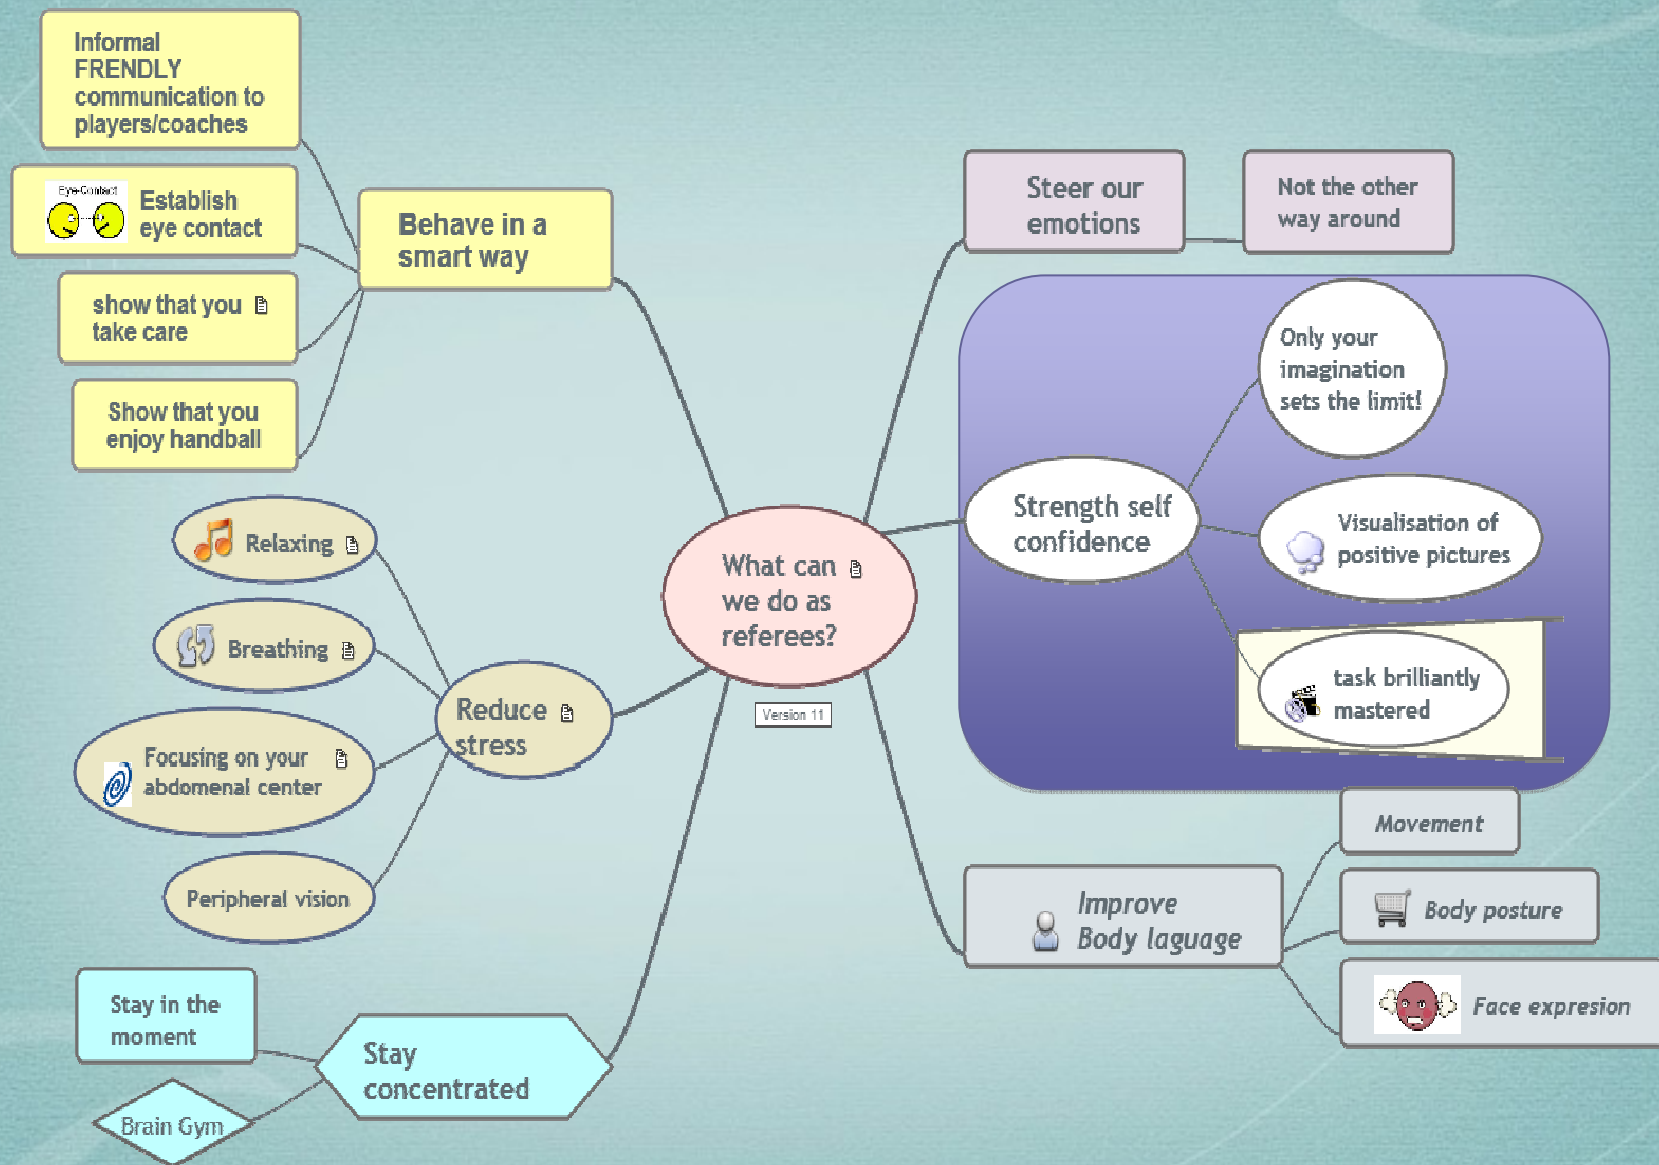 Informal
FRENDLY
communication to
players/coaches
Eye-Contact
Establish
eye contact
show that you
take care
Show that you
enjoy handball
Behave in a
smart way
Relaxing
Breathing
Focusing on your
abdomenal center
Peripheral vision
Reduce
stress
Stay in the
moment
Brain Gym
Stay
concentrated
What can
we do as
referees?
Version 11
Steer our
emotions
Not the other
way around
Strength self
confidence
Only your
imagination
sets the limit!
Visualisation of
positive pictures
task brilliantly
mastered
Improve
Body laguage
Movement
Body posture
Face expresion